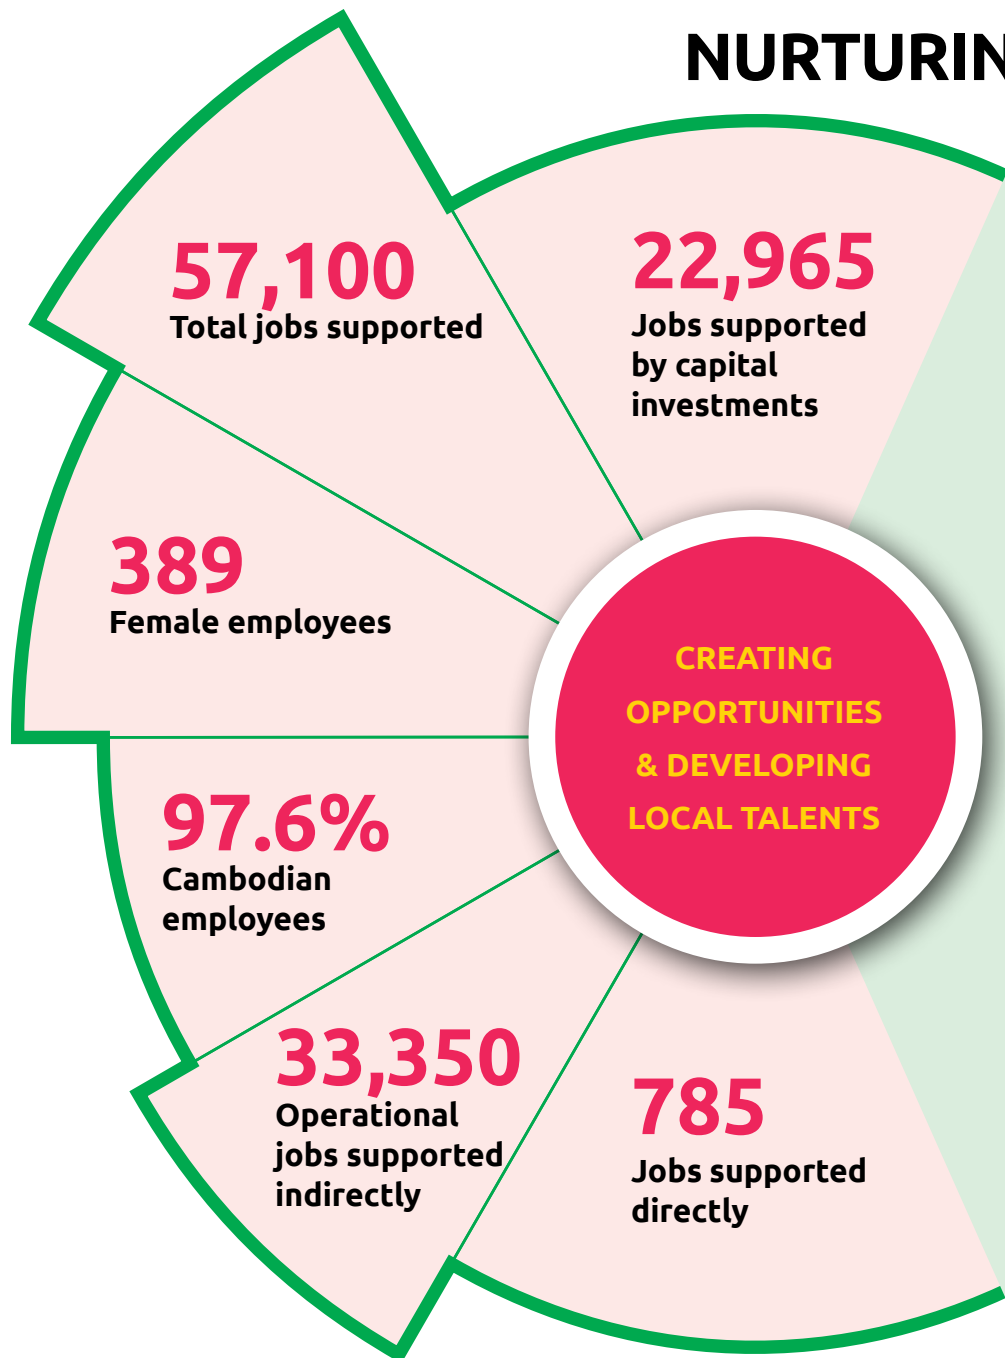 NURTURIN
57,100
Total jobs supported
22,965
Jobs supported
by capital
investments
389
Female employees
CREATING
OPPORTUNITIES
& DEVELOPING
LOCAL TALENTS
97.6%
Cambodian
employees
33,350
Operational
jobs supported
indirectly
785
Jobs supported
directly